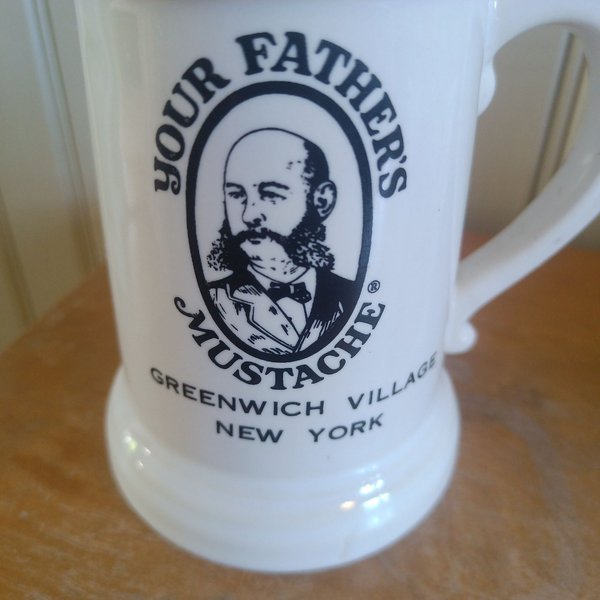 YOUR FATHER'S
MUSTACHE®
GREENWICH VILLAGE
NEW YORK